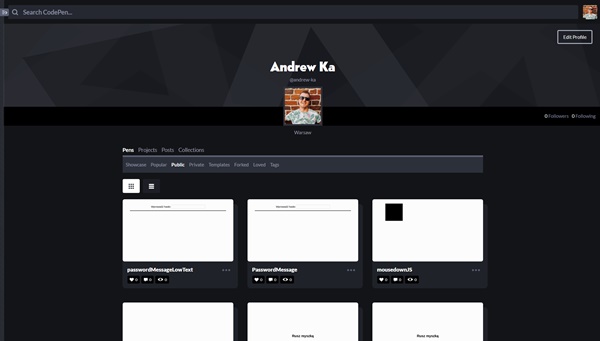 Search CodePen...
Edit Profile
Andrew Ka
@andrew-ka
0 Followers 0 Following
Warsaw
Pens Projects Posts Collections
Showcase Popular Public Private Templates Forked Loved Tags
passwordMessageLowText
PasswordMessage
mousedownJS
0 0 0
0 0 0
0 0 0
Rusz myszką
Rusz myszką